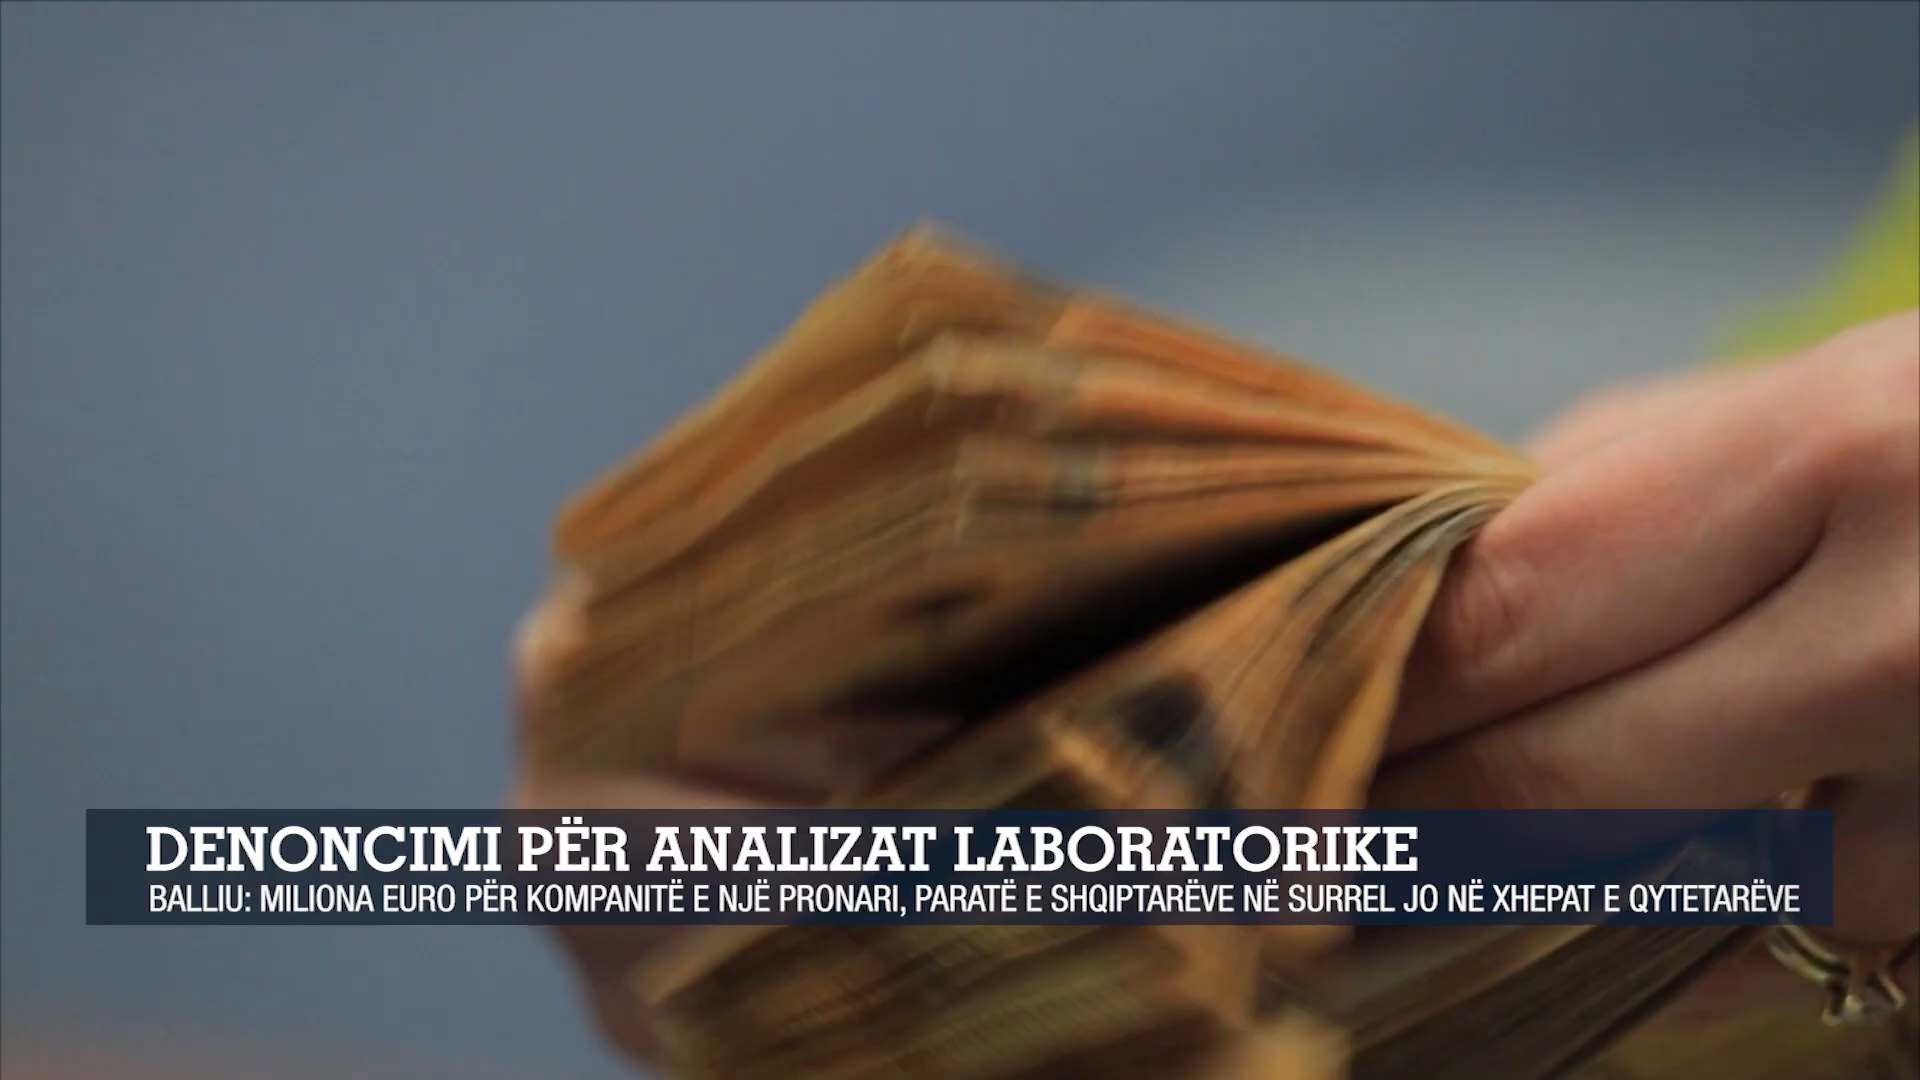 DENONCIMI PËR ANALIZAT LABORATORIKE
BALLIU: MILIONA EURO PËR KOMPANITË E NJË PRONARI, PARATË E SHQIPTARËVE NË SURREL JO NË XHEPAT E QYTETARËVE